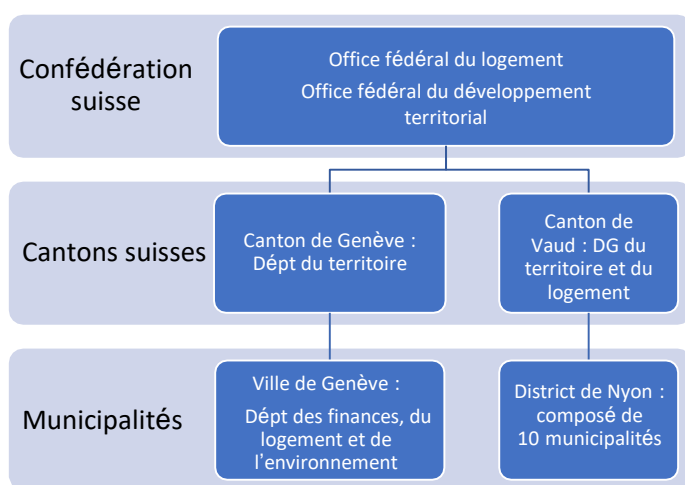 Confédération
suisse
Office fédéral du logement
Office fédéral du développement
territorial
Cantons suisses
Canton de Genève :
Dépt du territoire
Canton de
Vaud : DG du
territoire et du
logement
Municipalités
Ville de Genève :
Dépt des finances, du
logement et de
l'environnement
District de Nyon :
composé de
10 municipalités